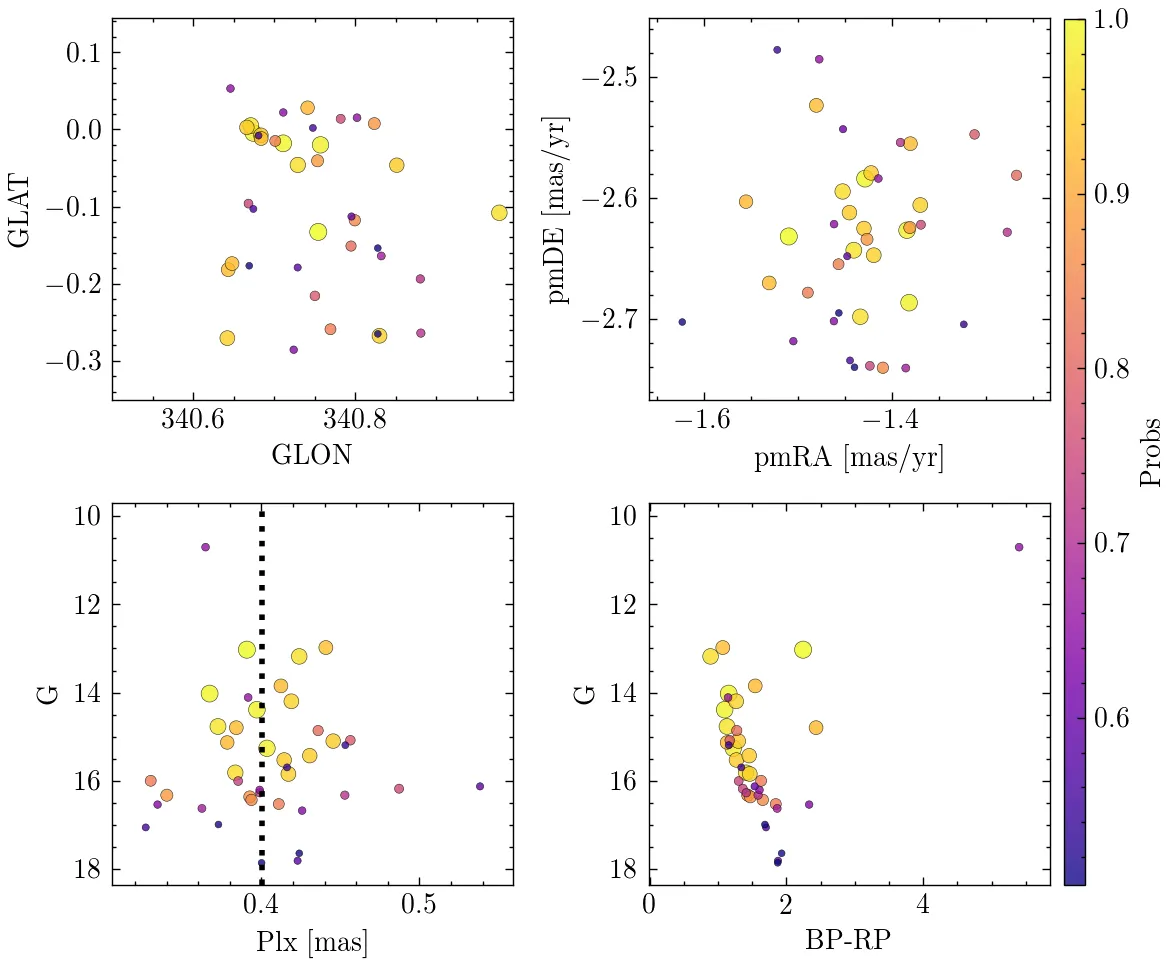 0.1
0.0
−0.1
−0.2
−0.3
GLAT
340.6 340.8
GLON
−2.5
−2.6
−2.7
pmDE [mas/yr]
−1.6 −1.4
pmRA [mas/yr]
10
12
14
16
18
G
0.4 0.5
Plx [mas]
10
12
14
16
18
G
0 2 4
BP-RP
1.0
0.9
0.8
0.7
0.6
Probs